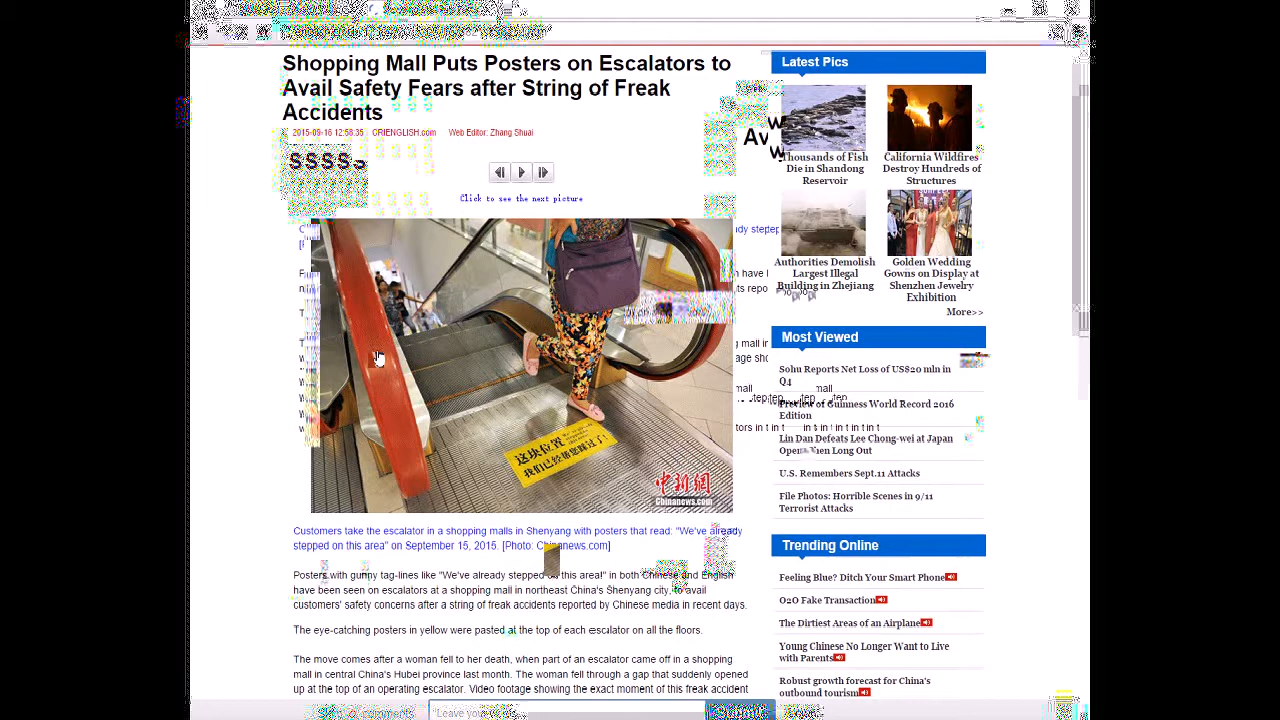 Shopping Mall Puts Posters on Escalators to
Avail Safety Fears after String of Freak
Accidents
2015-09-16 12:58:35 CRIENGLISH.com Web Editor: Zhang Shuai
Click to see the next picture
这块位置
我们已经帮您踩过了!
中新網
Chinanews.com
Customers take the escalator in a shopping malls in Shenyang with posters that read: "We've already
stepped on this area" on September 15, 2015. [Photo: Chinanews.com]
Posters with gunny tag-lines like "We've already stepped on this area!" in both Chinese and English
have been seen on escalators at a shopping mall in northeast China's Shenyang city, to avail
customers' safety concerns after a string of freak accidents reported by Chinese media in recent days.
The eye-catching posters in yellow were pasted at the top of each escalator on all the floors.
The move comes after a woman fell to her death, when part of an escalator came off in a shopping
mall in central China's Hubei province last month. The woman fell through a gap that suddenly opened
up at the top of an operating escalator. Video footage showing the exact moment of this freak accident
Leave your
Latest Pics
Thousands of Fish
Die in Shandong
Reservoir
California Wildfires
Destroy Hundreds of
Structures
Authorities Demolish
Largest Illegal
Building in Zhejiang
Golden Wedding
Gowns on Display at
Shenzhen Jewelry
Exhibition
More>>
Most Viewed
Sohu Reports Net Loss of US$20 mln in
Q4
Preview of Guinness World Record 2016
Edition
Lin Dan Defeats Lee Chong-wei at Japan
Open When Long Out
U.S. Remembers Sept.11 Attacks
File Photos: Horrible Scenes in 9/11
Terrorist Attacks
Trending Online
Feeling Blue? Ditch Your Smart Phone
O2O Fake Transaction
The Dirtiest Areas of an Airplane
Young Chinese No Longer Want to Live
with Parents
Robust growth forecast for China's
outbound tourism